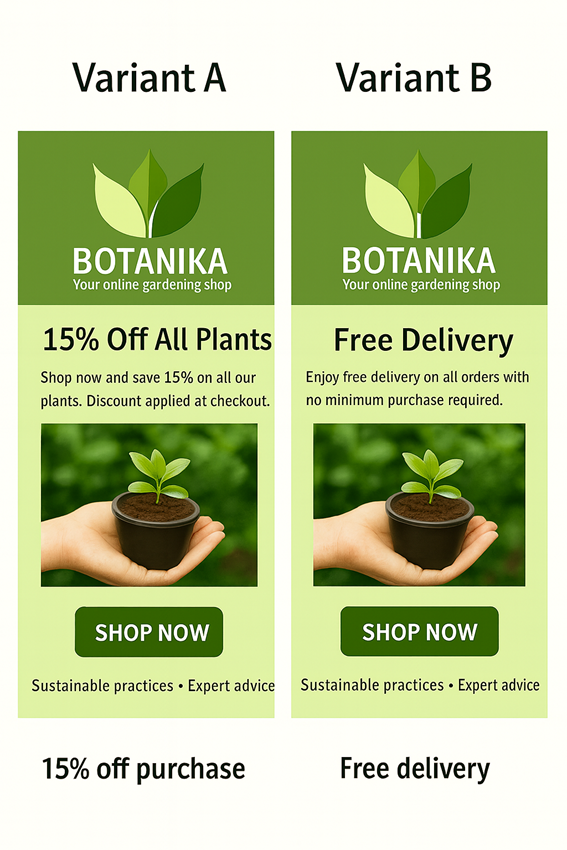 Variant A
BOTANIKA
Your online gardening shop
15% Off All Plants
Shop now and save 15% on all our
plants. Discount applied at checkout.
SHOP NOW
Sustainable practices • Expert advice
15% off purchase
Variant B
BOTANIKA
Your online gardening shop
Free Delivery
Enjoy free delivery on all orders with
no minimum purchase required.
SHOP NOW
Sustainable practices • Expert advice
Free delivery